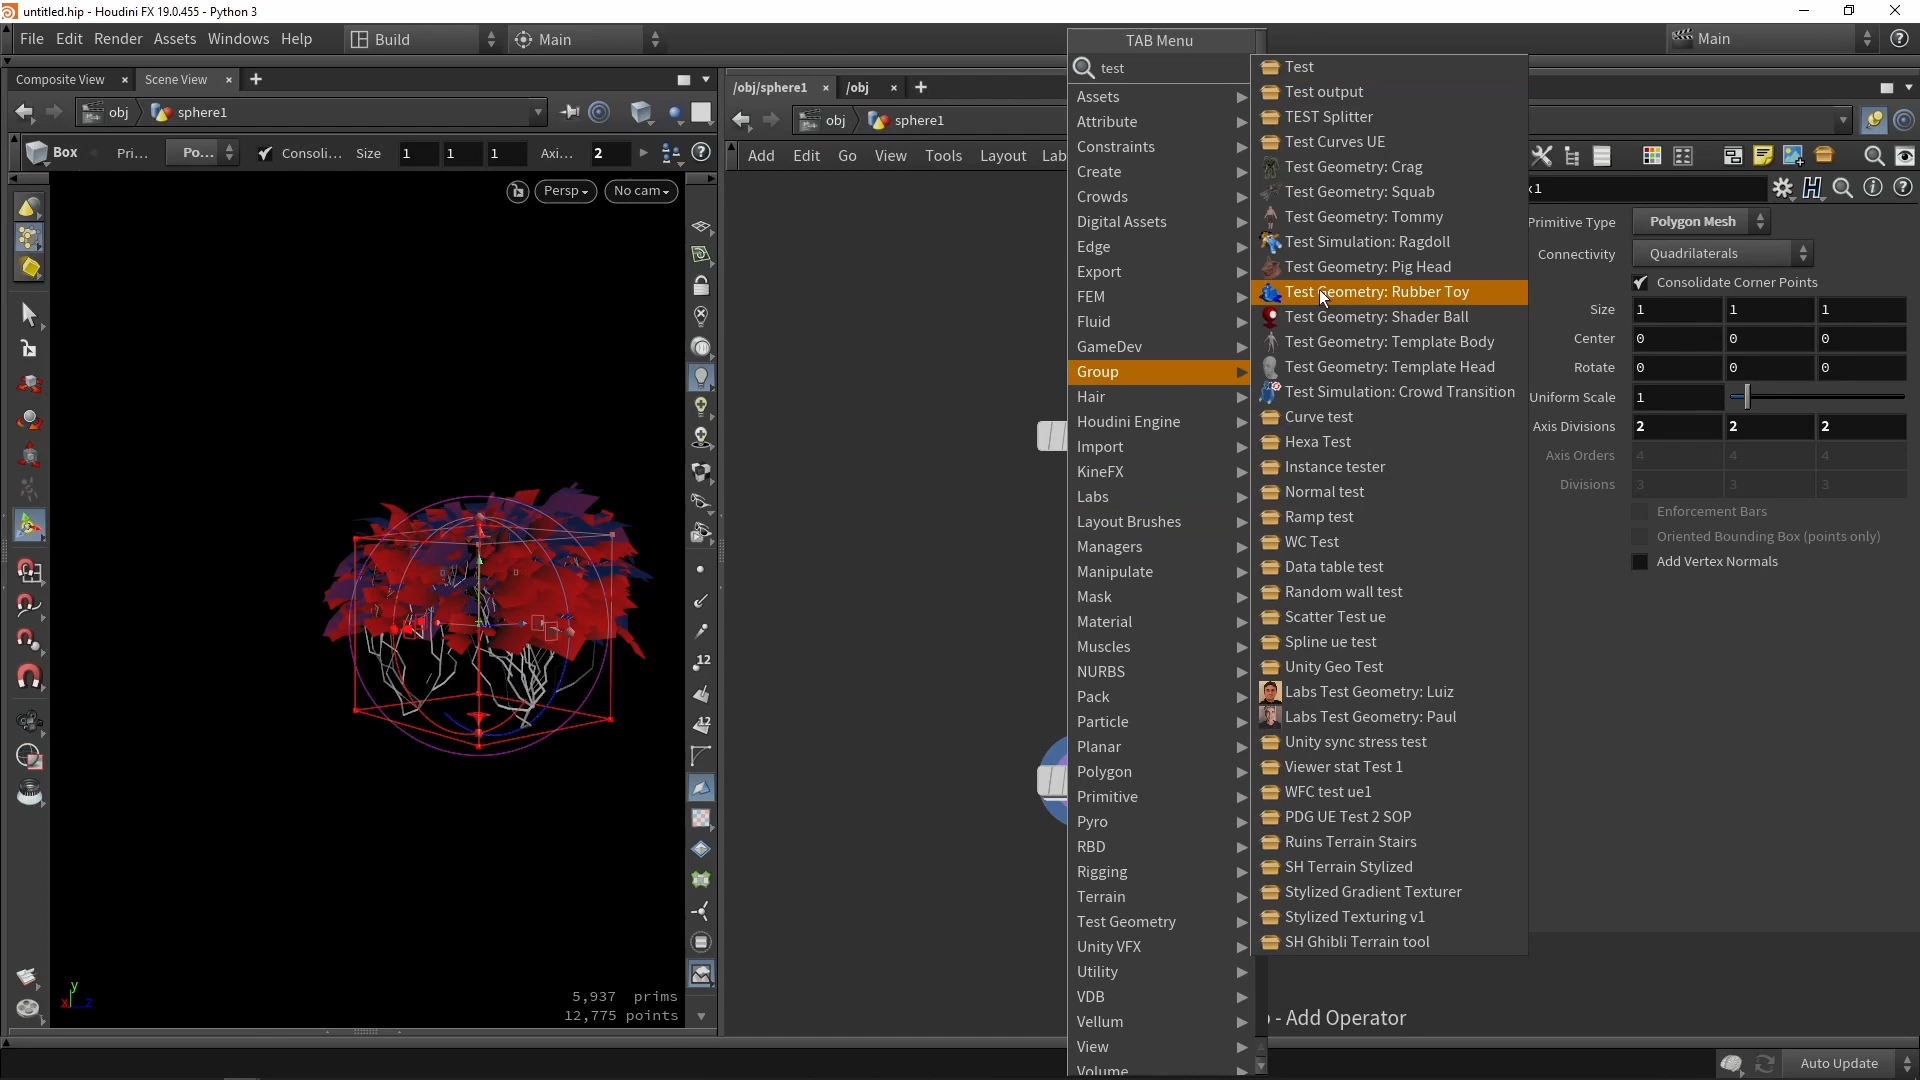 untitled.hip - Houdini FX 19.0.455 - Python 3
File Edit Render Assets Windows Help
Build
Main
Main
TAB Menu
test
Composite View
Scene View
/obj/sphere1
/obj
obj
sphere1
obj
sphere1
Box
Pri...
Po...
Consoli...
Size
1
1
1
Axi...
2
Add Edit Go View Tools Layout Lab
Persp
No cam
12
12
y
x
z
5,937 prims
12,775 points
Assets
Attribute
Constraints
Create
Crowds
Digital Assets
Edge
Export
FEM
Fluid
GameDev
Group
Hair
Houdini Engine
Import
KineFX
Labs
Layout Brushes
Managers
Manipulate
Mask
Material
Muscles
NURBS
Pack
Particle
Planar
Polygon
Primitive
Pyro
RBD
Rigging
Terrain
Test Geometry
Unity VFX
Utility
VDB
Vellum
View
Volume
Test
Test output
TEST Splitter
Test Curves UE
Test Geometry: Crag
Test Geometry: Squab
Test Geometry: Tommy
Test Simulation: Ragdoll
Test Geometry: Pig Head
Test Geometry: Rubber Toy
Test Geometry: Shader Ball
Test Geometry: Template Body
Test Geometry: Template Head
Test Simulation: Crowd Transition
Curve test
Hexa Test
Instance tester
Normal test
Ramp test
WC Test
Data table test
Random wall test
Scatter Test ue
Spline ue test
Unity Geo Test
Labs Test Geometry: Luiz
Labs Test Geometry: Paul
Unity sync stress test
Viewer stat Test 1
WFC test ue1
PDG UE Test 2 SOP
Ruins Terrain Stairs
SH Terrain Stylized
Stylized Gradient Texturer
Stylized Texturing v1
SH Ghibli Terrain tool
x1
Primitive Type
Polygon Mesh
Connectivity
Quadrilaterals
Consolidate Corner Points
Size 1 1 1
Center 0 0 0
Rotate 0 0 0
Uniform Scale 1
Axis Divisions 2 2 2
Axis Orders 4 4 4
Divisions 3 3 3
Enforcement Bars
Oriented Bounding Box (points only)
Add Vertex Normals
- Add Operator
Auto Update